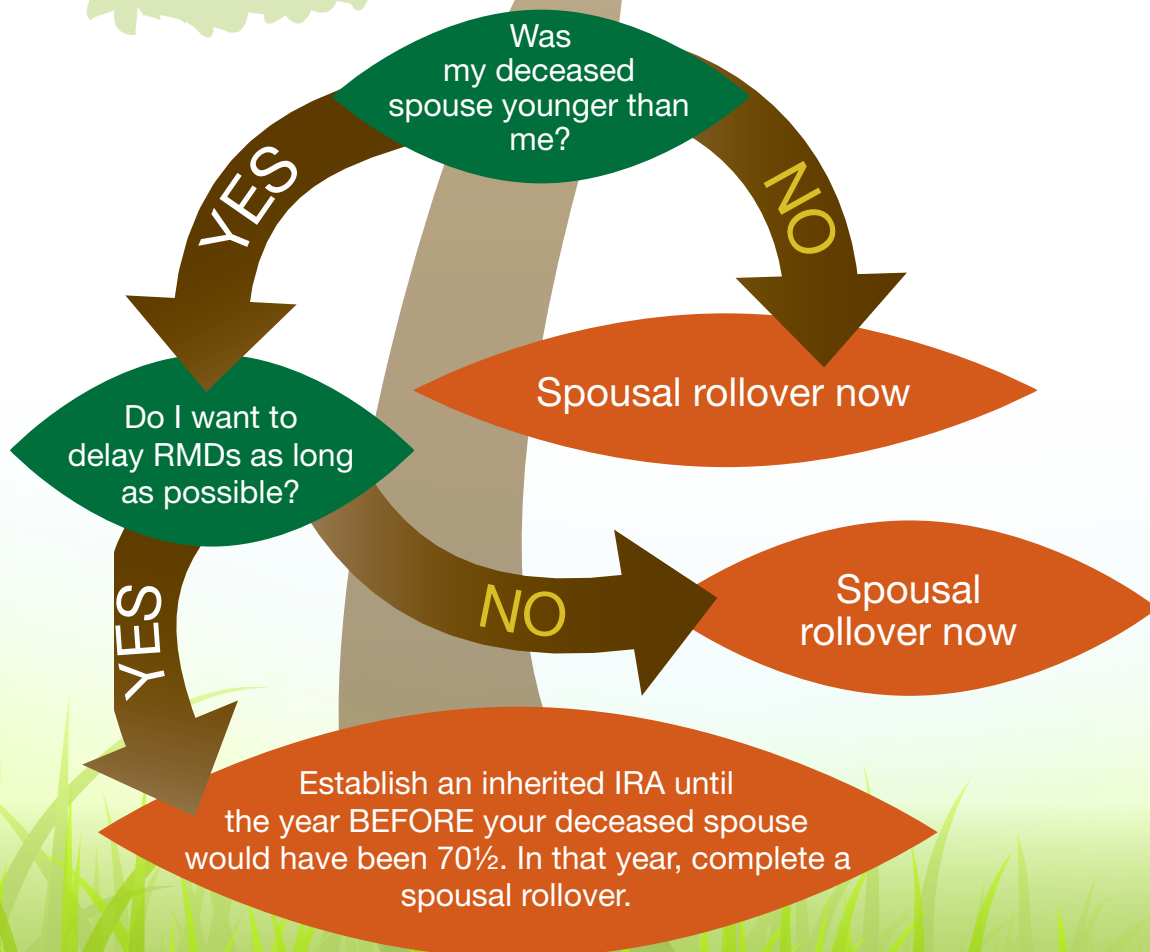 Was
my deceased
spouse younger than
me?
YES
NO
Spousal rollover now
Do I want to
delay RMDs as long
as possible?
NO
Spousal
rollover now
YES
Establish an inherited IRA until
the year BEFORE your deceased spouse
would have been 70½. In that year, complete a
spousal rollover.